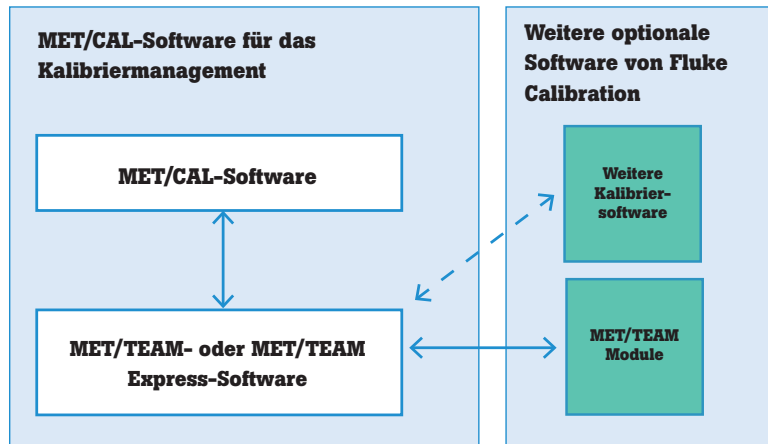 MET/CAL-Software für das
Kalibriermanagement
MET/CAL-Software
MET/TEAM- oder MET/TEAM
Express-Software
Weitere optionale
Software von Fluke
Calibration
Weitere
Kalibrier-
software
MET/TEAM
Module